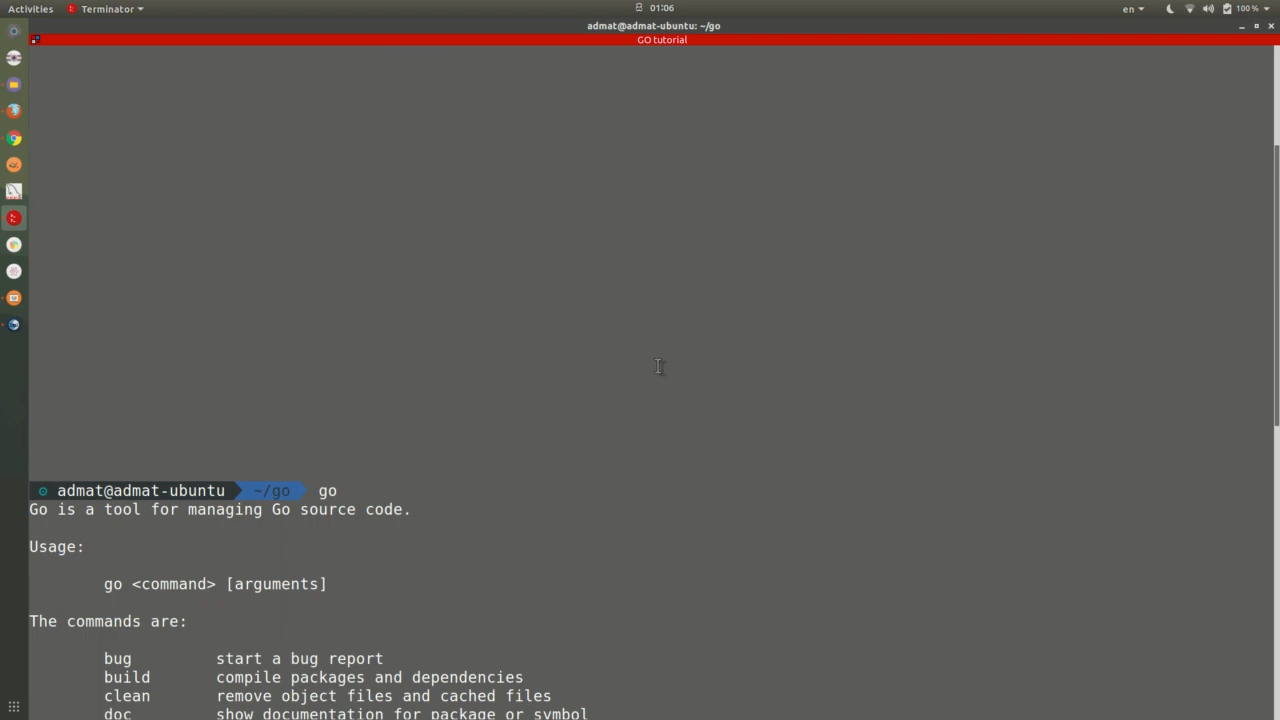 Activities Terminator 01:06 en 100 %
admat@admat-ubuntu: ~/go
GO tutorial
admat@admat-ubuntu ~/go go
Go is a tool for managing Go source code.
Usage:
go <command> [arguments]
The commands are:
bug start a bug report
build compile packages and dependencies
clean remove object files and cached files
doc show documentation for package or symbol